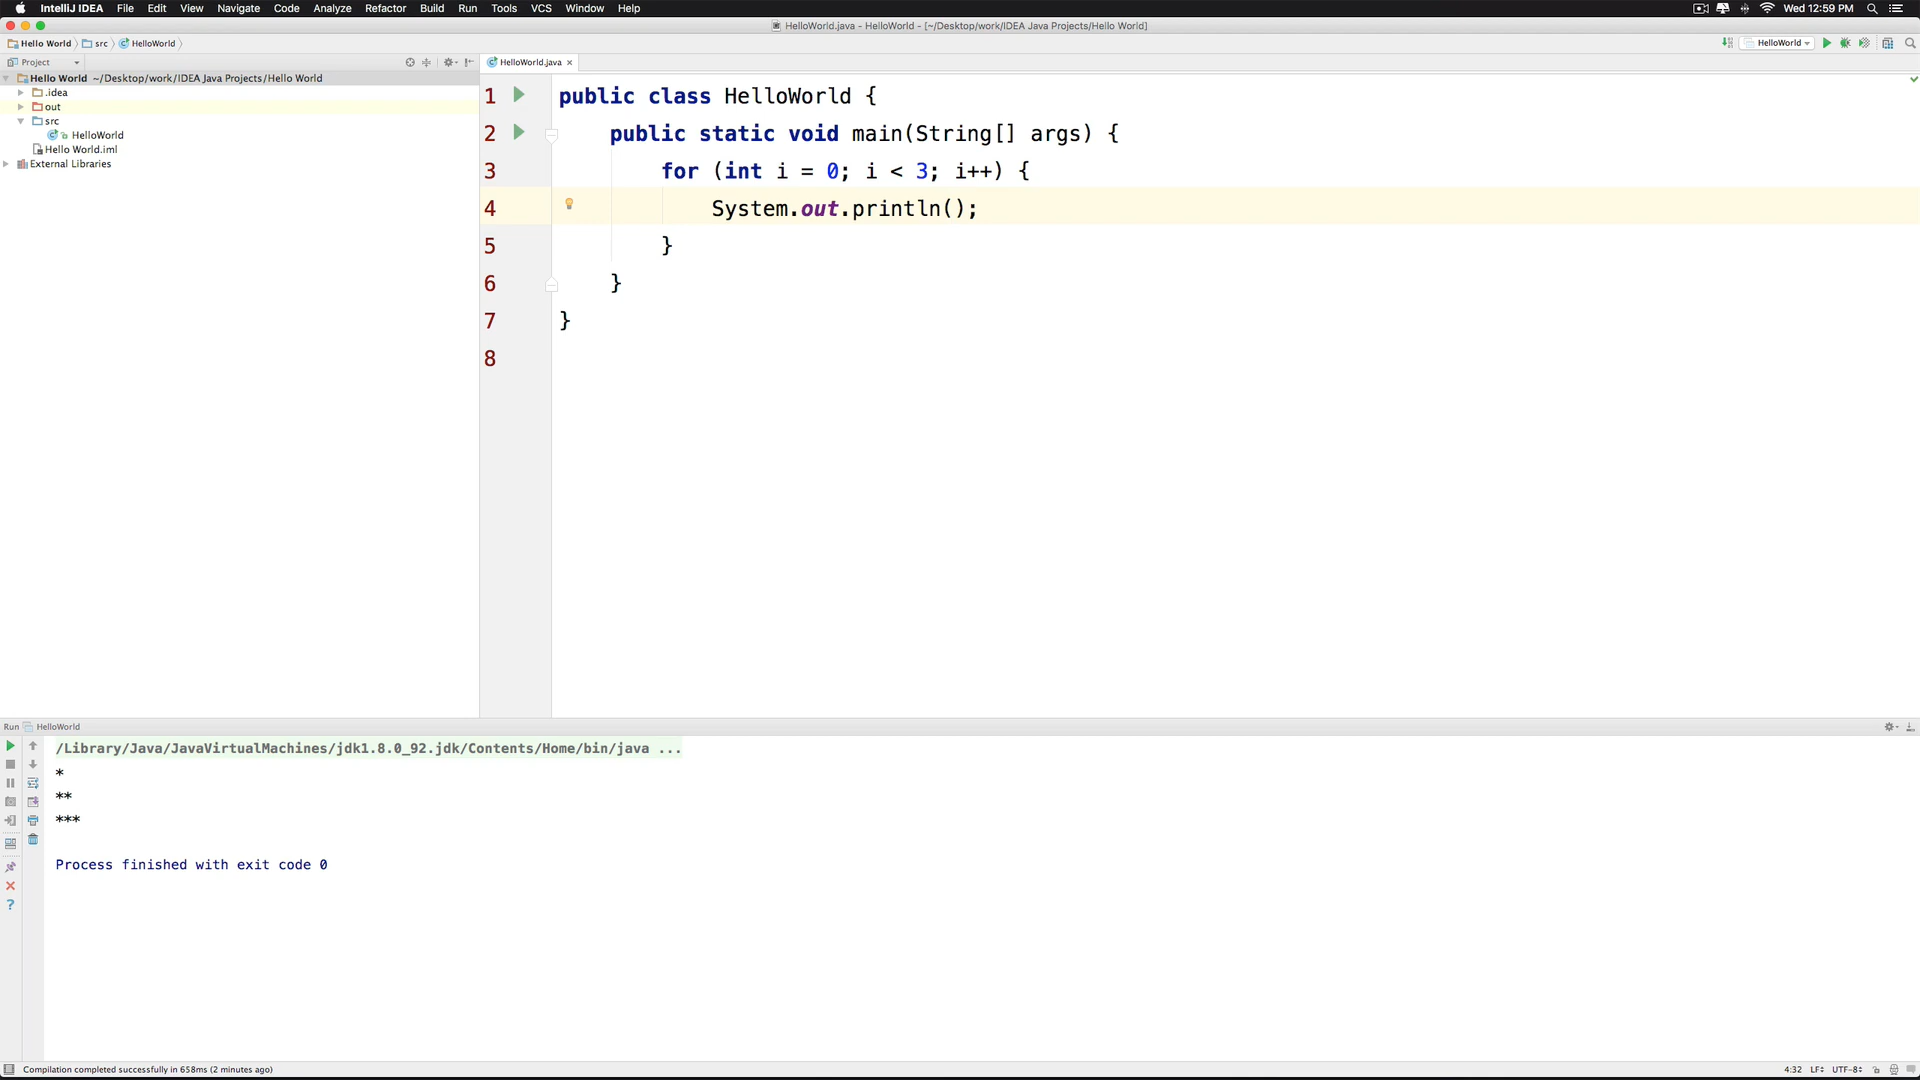 IntelliJ IDEA File Edit View Navigate Code Analyze Refactor Build Run Tools VCS Window Help Wed 12:59 PM
HelloWorld.java - HelloWorld - [~/Desktop/work/IDEA Java Projects/Hello World]
Hello World src HelloWorld HelloWorld
Project HelloWorld.java
Hello World ~/Desktop/work/IDEA Java Projects/Hello World
.idea
out
src
HelloWorld
Hello World.iml
External Libraries
1 public class HelloWorld {
2 public static void main(String[] args) {
3 for (int i = 0; i < 3; i++) {
4 System.out.println();
5 }
6 }
7 }
8
Run HelloWorld
/Library/Java/JavaVirtualMachines/jdk1.8.0_92.jdk/Contents/Home/bin/java ...
*
**
***
Process finished with exit code 0
Compilation completed successfully in 658ms (2 minutes ago) 4:32 LF UTF-8